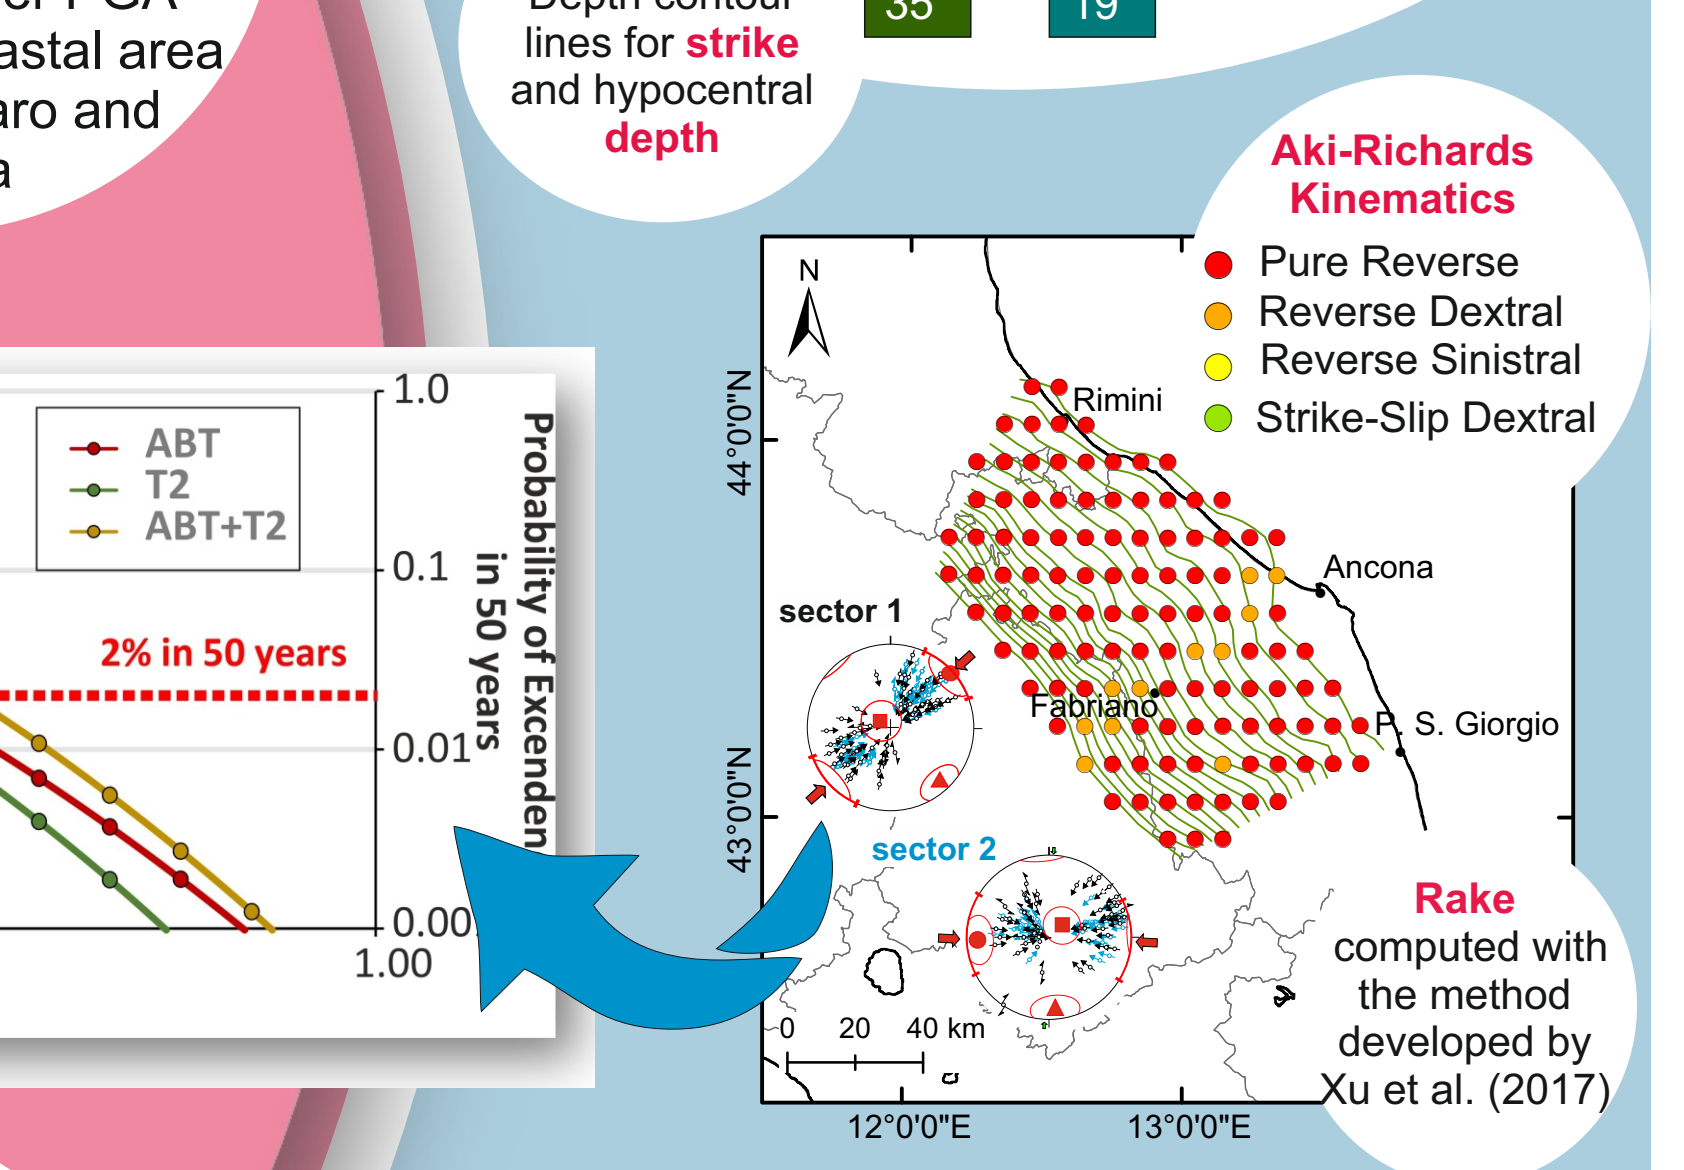 astal area
aro and
lines for strike
and hypocentral
depth
35
19
Aki-Richards
Kinematics
Pure Reverse
Reverse Dextral
Reverse Sinistral
Strike-Slip Dextral
1.0
0.1
0.01
0.00
1.00
ABT
T2
ABT+T2
2% in 50 years
Probability of Exceeden
in 50 years
N
44°0'0"N
43°0'0"N
Rimini
Ancona
Fabriano
P. S. Giorgio
sector 1
sector 2
0 20 40 km
12°0'0"E 13°0'0"E
Rake
computed with
the method
developed by
Xu et al. (2017)